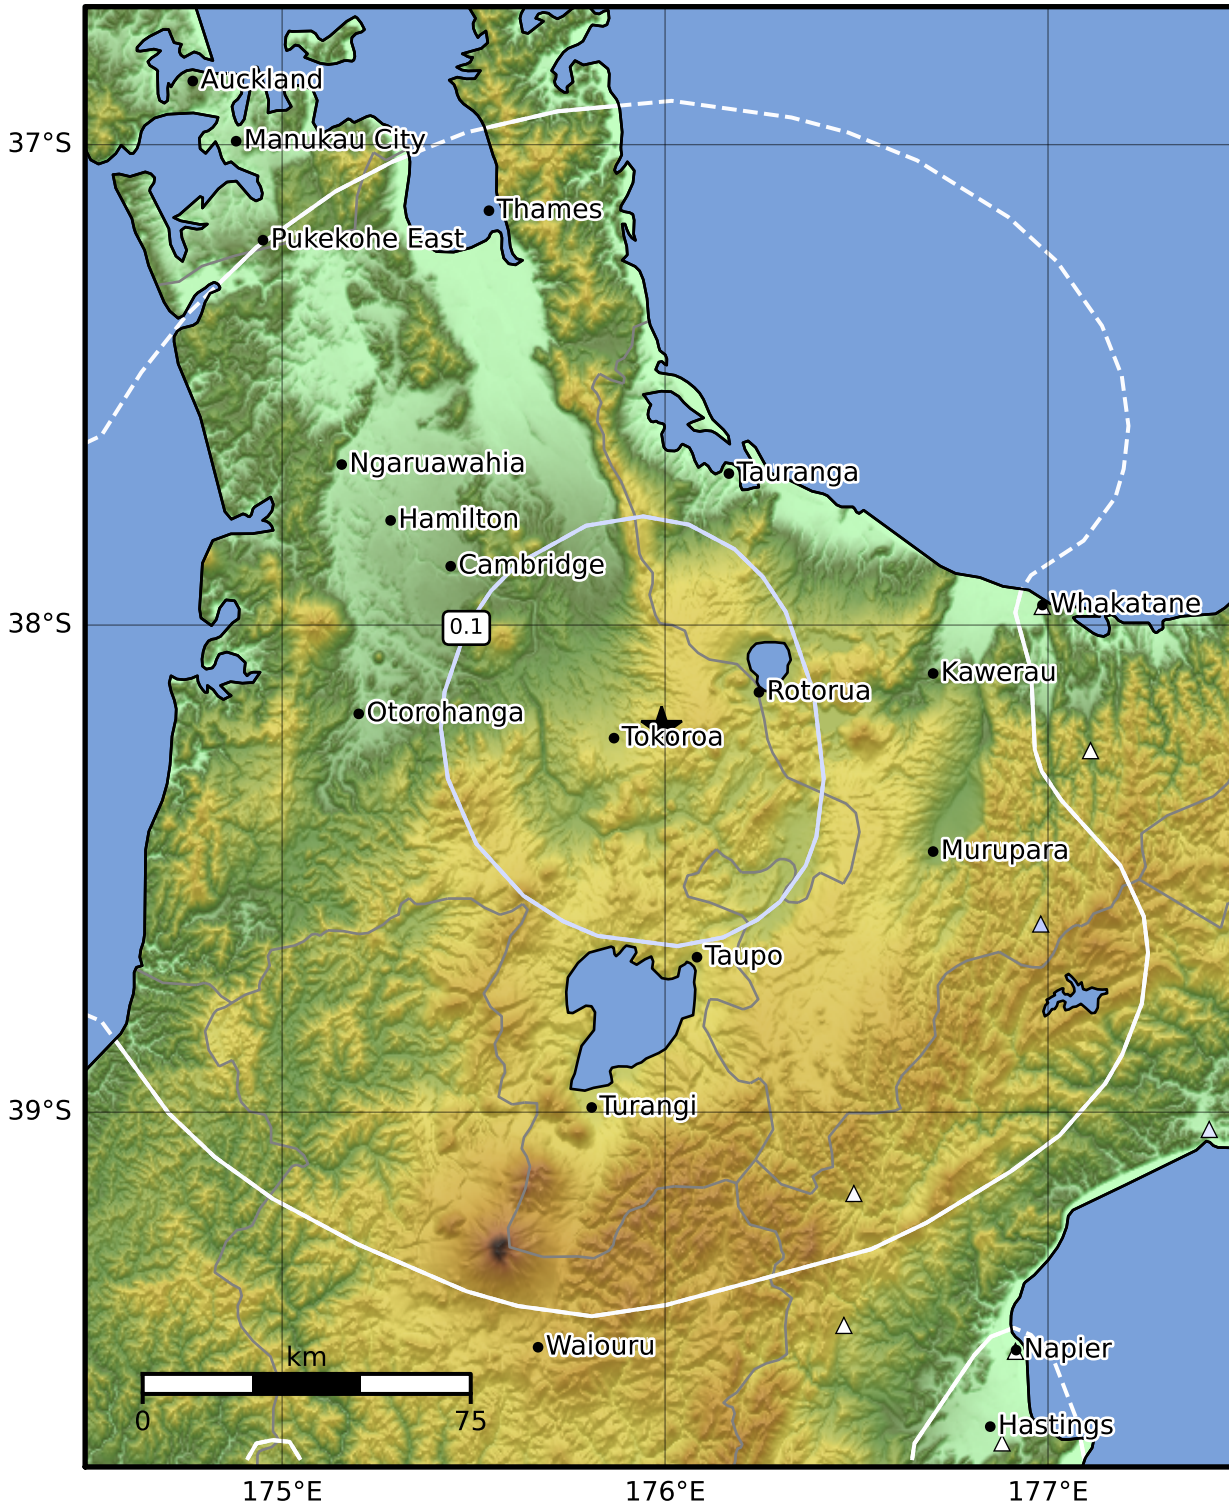 Auckland
37°S
Manukau City
Thames
Pukekohe East
Ngaruawahia
Tauranga
Hamilton
Cambridge
Whakatane
38°S
0.1
Kawerau
Rotorua
Otorohanga
Tokoroa
Murupara
Taupo
Turangi
39°S
Waiouru
Napier
km
0
75
Hastings
175°E
176°E
177°E